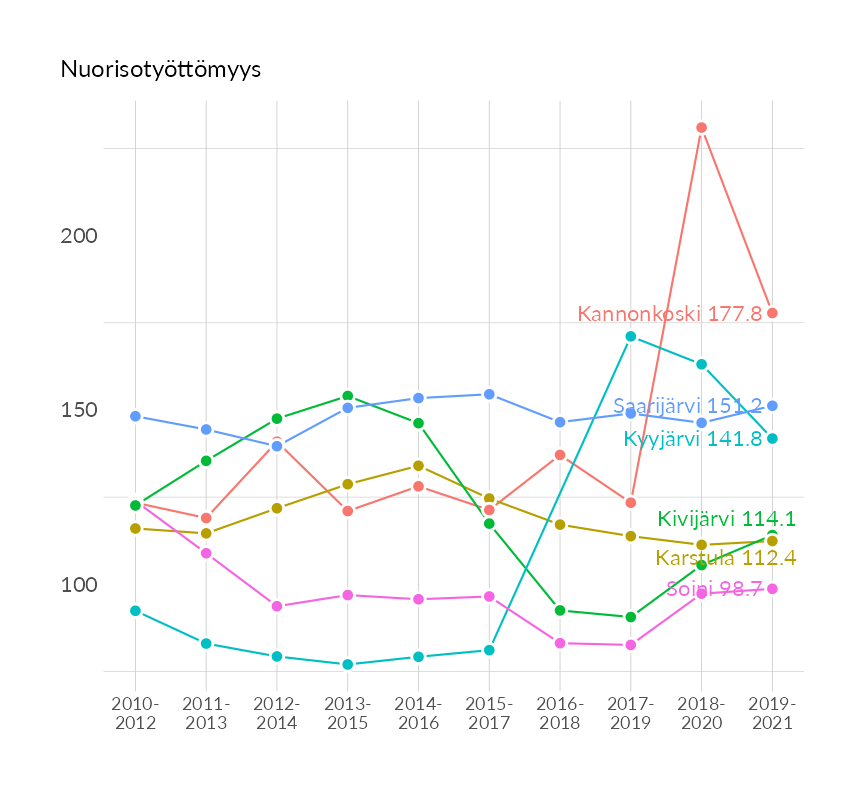 Nuorisotyöttömyys
200
Kannonkoski 177.8
150
Saarijärvi 151.2
Kyyjärvi 141.8
Kivijärvi 114.1
Karstula 112.4
100
Soini 98.7
2010- 2011- 2012- 2013- 2014- 2015- 2016- 2017- 2018- 2019-
2012 2013 2014 2015 2016 2017 2018 2019 2020 2021